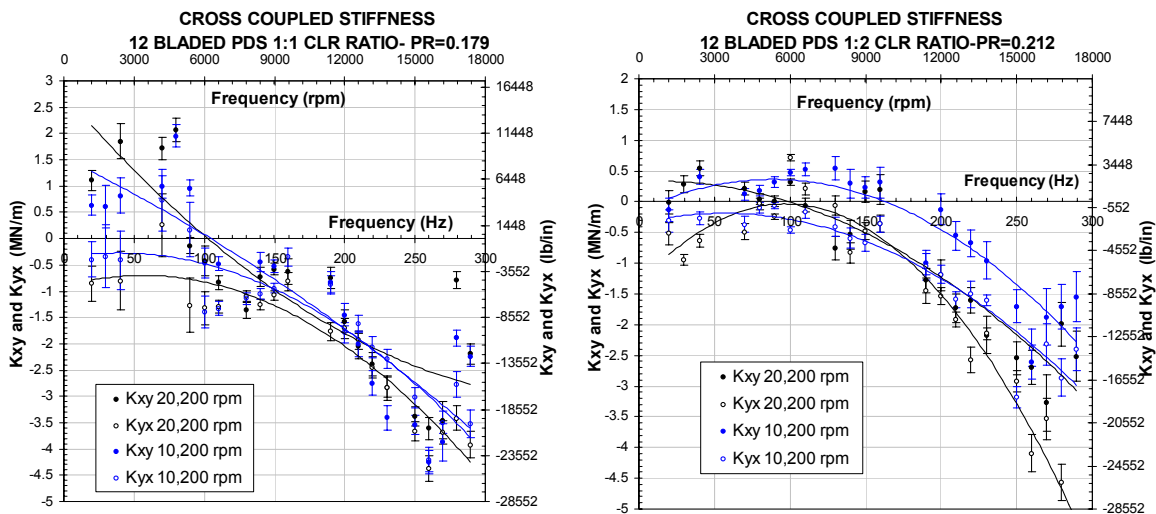 CROSS COUPLED STIFFNESS
12 BLADED PDS 1:1 CLR RATIO- PR=0.179
0 3000 6000 9000 12000 15000 18000
Frequency (rpm)
3
2.5
2
1.5
1
0.5
0
-0.5
-1
-1.5
-2
-2.5
-3
-3.5
-4
-4.5
-5
Kxy and Kyx (MN/m)
16448
11448
6448
1448
-3552
-8552
-13552
-18552
-23552
-28552
Kxy and Kyx (lb/in)
Frequency (Hz)
0 50 100 150 200 250 300
Kxy 20,200 rpm
Kyx 20,200 rpm
Kxy 10,200 rpm
Kyx 10,200 rpm
CROSS COUPLED STIFFNESS
12 BLADED PDS 1:2 CLR RATIO-PR=0.212
0 3000 6000 9000 12000 15000 18000
Frequency (rpm)
2
1.5
1
0.5
0
-0.5
-1
-1.5
-2
-2.5
-3
-3.5
-4
-4.5
-5
Kxy and Kyx (MN/m)
7448
3448
-552
-4552
-8552
-12552
-16552
-20552
-24552
-28552
Kxy and Kyx (lb/in)
Frequency (Hz)
0 50 100 150 200 250 300
Kxy 20,200 rpm
Kyx 20,200 rpm
Kxy 10,200 rpm
Kyx 10,200 rpm